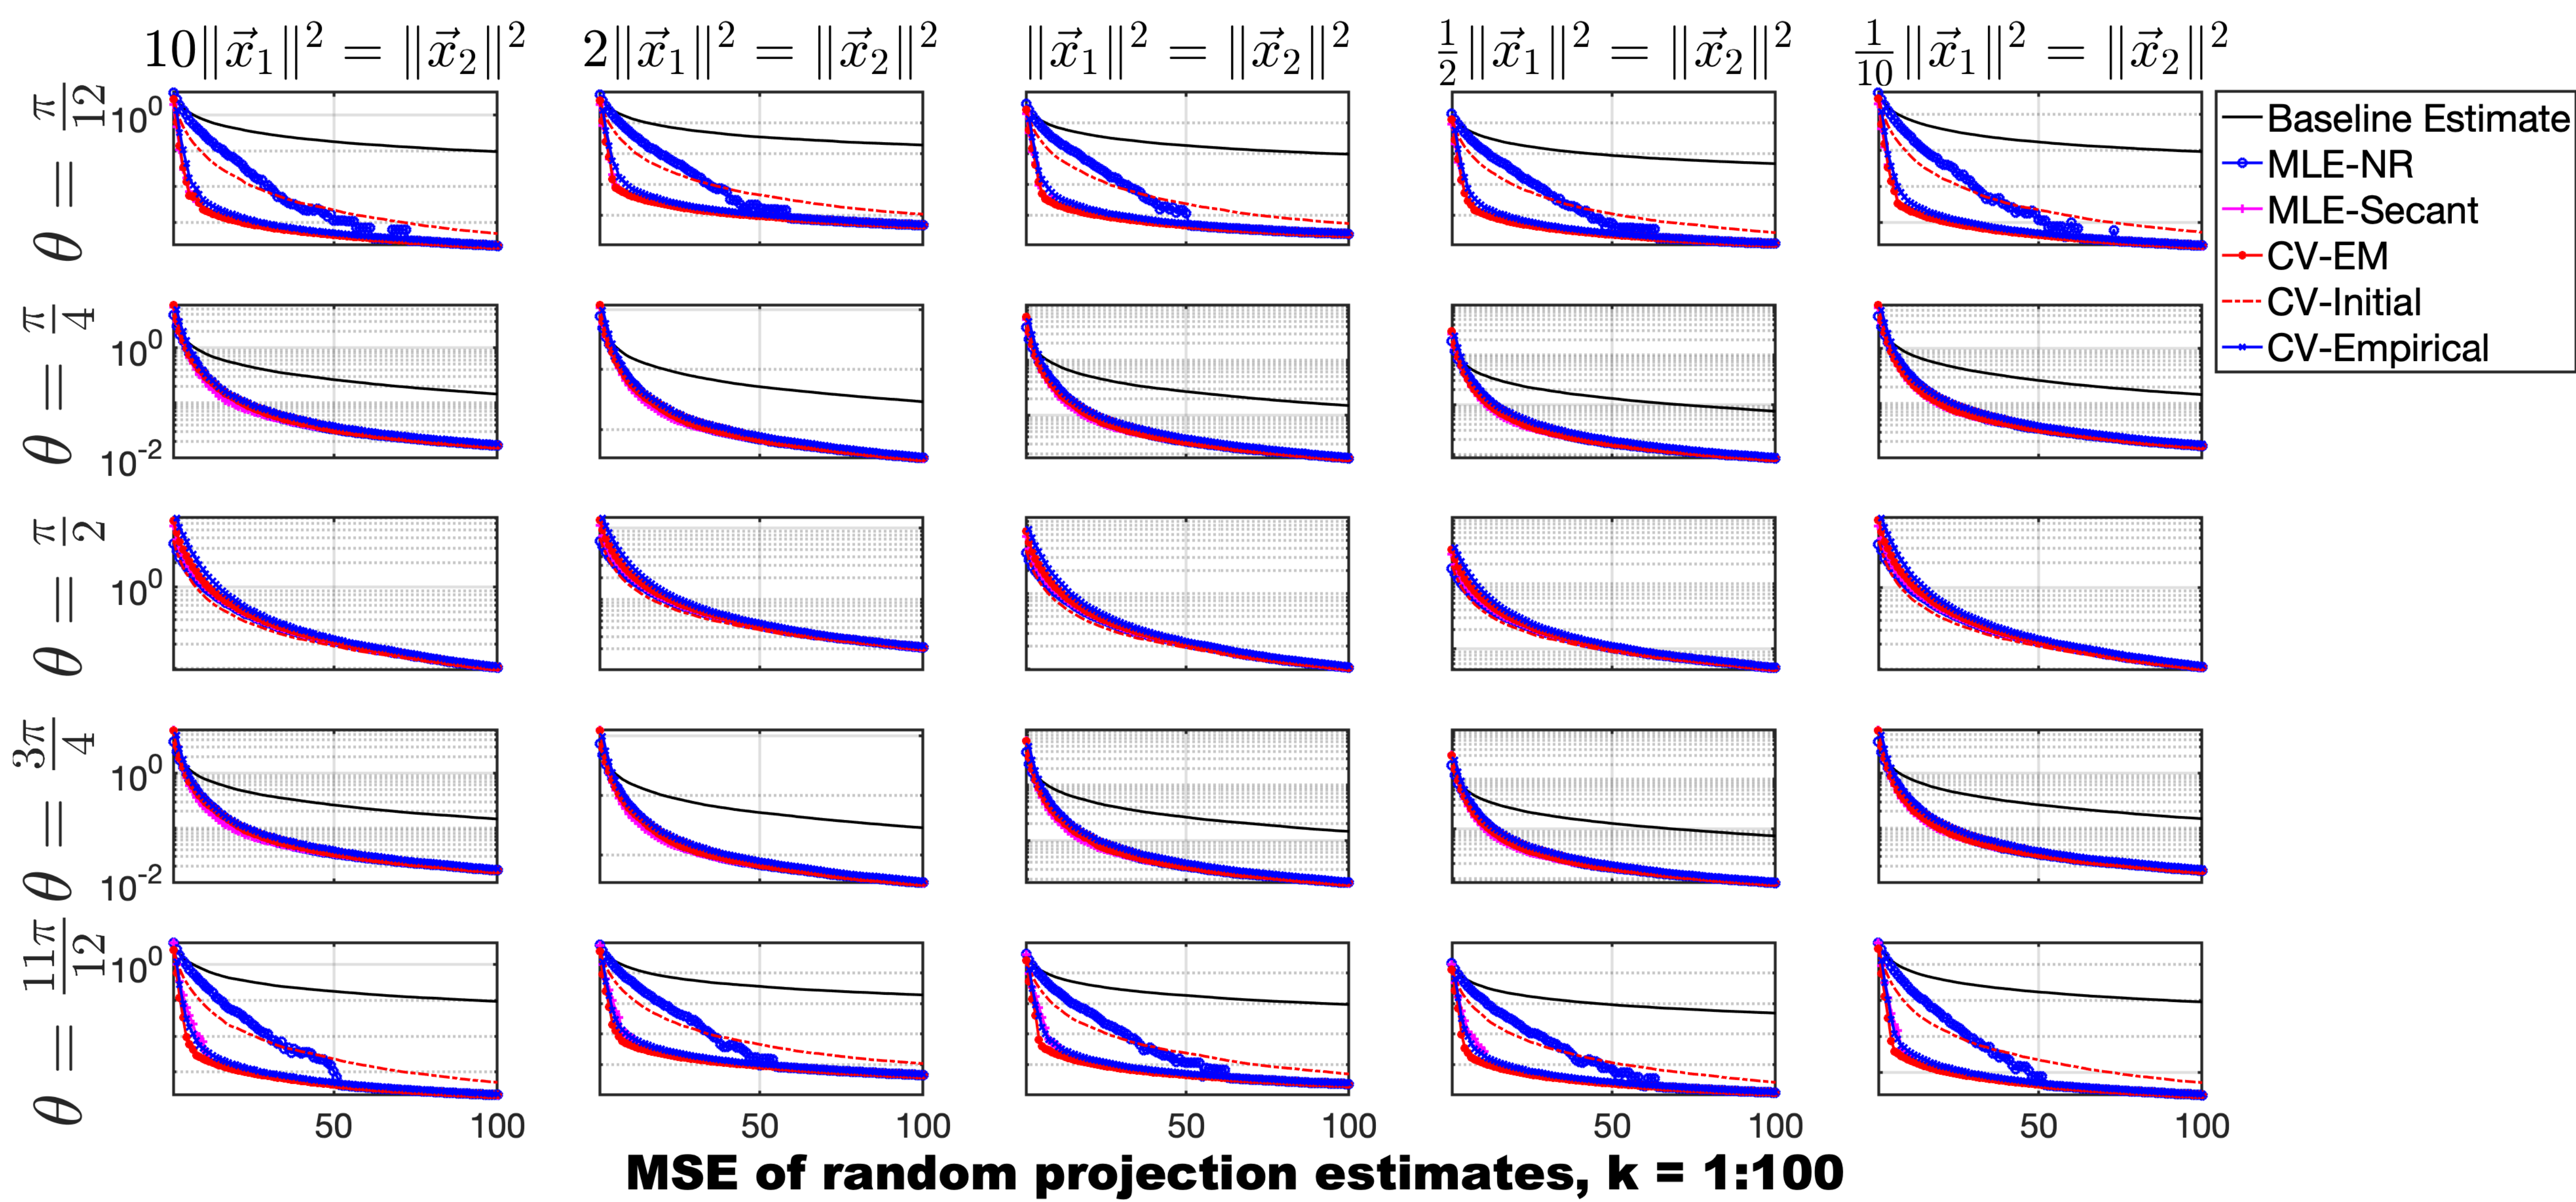 10‖x⃗₁‖² = ‖x⃗₂‖²
2‖x⃗₁‖² = ‖x⃗₂‖²
‖x⃗₁‖² = ‖x⃗₂‖²
1/2‖x⃗₁‖² = ‖x⃗₂‖²
1/10‖x⃗₁‖² = ‖x⃗₂‖²
θ = π/12
10⁰
Baseline Estimate
MLE-NR
MLE-Secant
CV-EM
CV-Initial
CV-Empirical
θ = π/4
10⁰
10⁻²
θ = π/2
10⁰
θ = 3π/4
10⁰
10⁻²
θ = 11π/12
10⁰
50 100 50 100 50 100 50 100 50 100
MSE of random projection estimates, k = 1:100